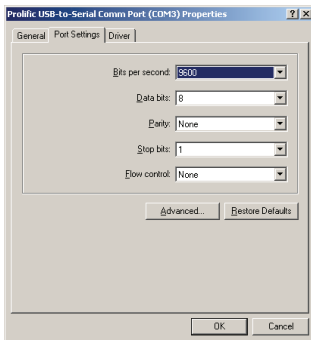 Prolific USB-to-Serial Comm Port (COM3) Properties
General Port Settings Driver
Bits per second: 9600
Data bits: 8
Parity: None
Stop bits: 1
Flow control: None
Advanced... Restore Defaults
OK Cancel